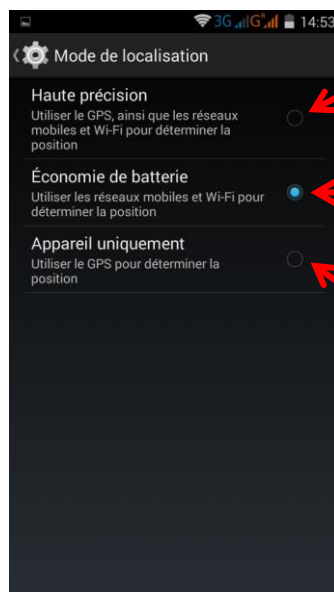 3G G 14:53
Mode de localisation
Haute précision
Utiliser le GPS, ainsi que les réseaux
mobiles et Wi-Fi pour déterminer la
position
Économie de batterie
Utiliser les réseaux mobiles et Wi-Fi pour
déterminer la position
Appareil uniquement
Utiliser le GPS pour déterminer la
position